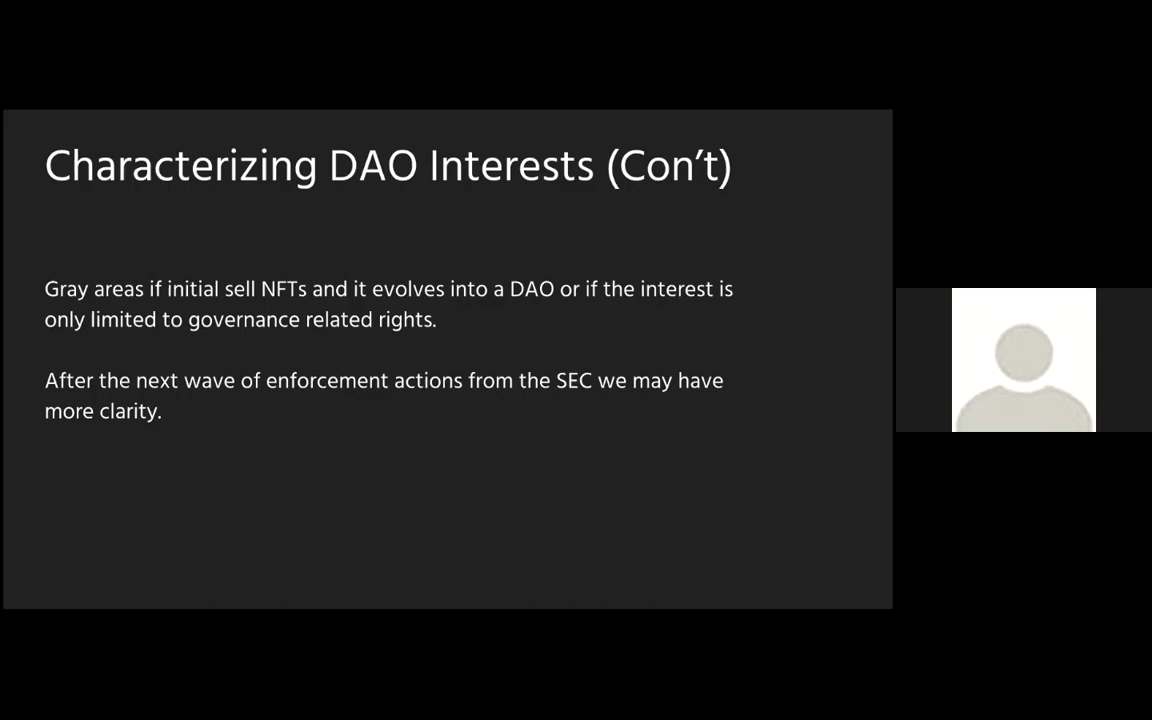 Characterizing DAO Interests (Con’t)
Gray areas if initial sell NFTs and it evolves into a DAO or if the interest is
only limited to governance related rights.
After the next wave of enforcement actions from the SEC we may have
more clarity.